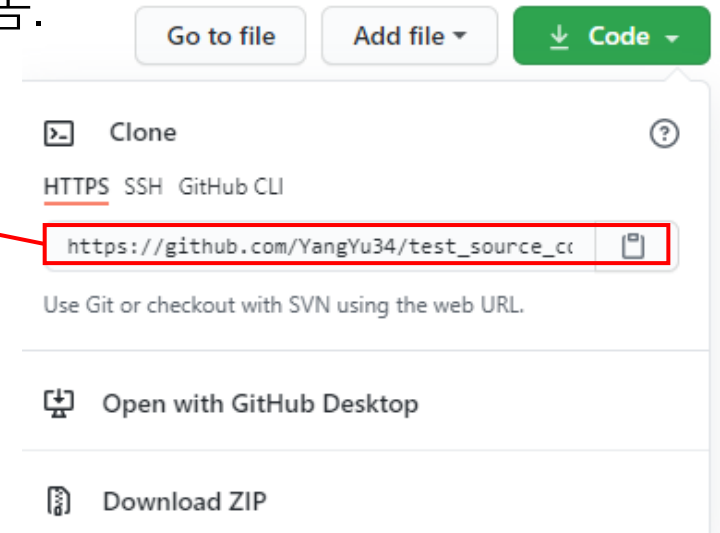 Go to file Add file Code
Clone
HTTPS SSH GitHub CLI
https://github.com/YangYu34/test_source_co
Use Git or checkout with SVN using the web URL.
Open with GitHub Desktop
Download ZIP